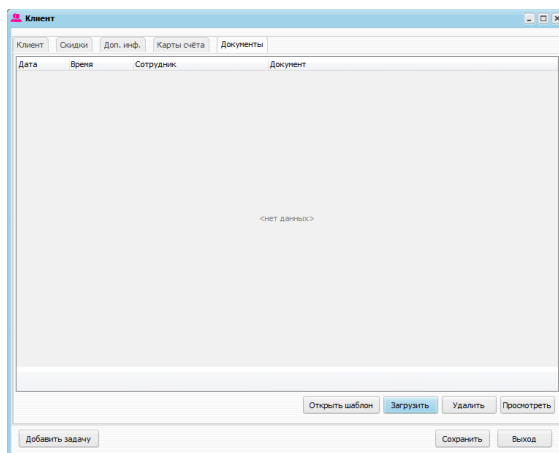 Клиент
Клиент Скидки Доп. инф. Карты счёта Документы
Дата Время Сотрудник Документ
<нет данных>
Открыть шаблон Загрузить Удалить Просмотреть
Добавить задачу Сохранить Выход